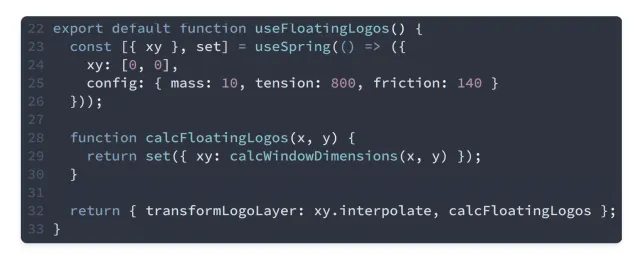 22 export default function useFloatingLogos() {
23   const [{ xy }, set] = useSpring(() => ({
24     xy: [0, 0],
25     config: { mass: 10, tension: 800, friction: 140 }
26   }));
27
28   function calcFloatingLogos(x, y) {
29     return set({ xy: calcWindowDimensions(x, y) });
30   }
31
32   return { transformLogoLayer: xy.interpolate, calcFloatingLogos };
33 }